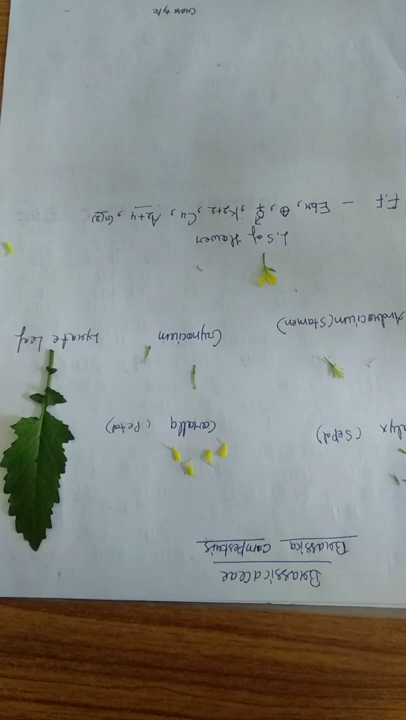 Brassicaceae
Brassica campestris
alyx (Sepal)
Corolla (Petal)
Androecium (Stamen)
Gynoecium
Lyrate Leaf
L.S of flower
F.F - Ebr, ⊕, ⚥, K2+2, C4, A2+4, G(2)